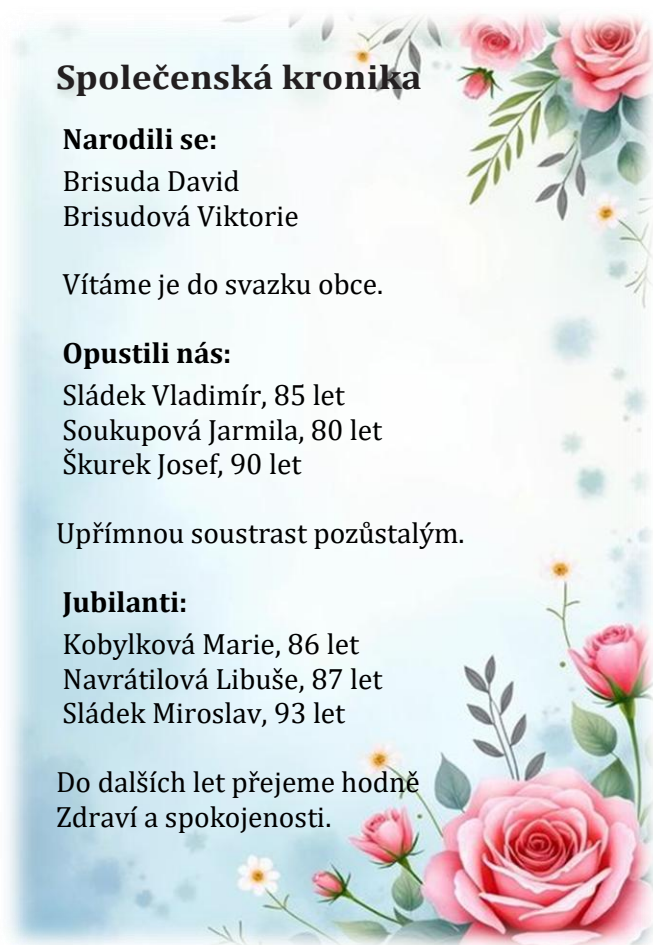 Společenská kronika
Narodili se:
Brisuda David
Brisudová Viktorie
Vítáme je do svazku obce.
Opustili nás:
Sládek Vladimír, 85 let
Soukupová Jarmila, 80 let
Škurek Josef, 90 let
Upřímnou soustrast pozůstalým.
Jubilanti:
Kobylková Marie, 86 let
Navrátilová Libuše, 87 let
Sládek Miroslav, 93 let
Do dalších let přejeme hodně
Zdraví a spokojenosti.